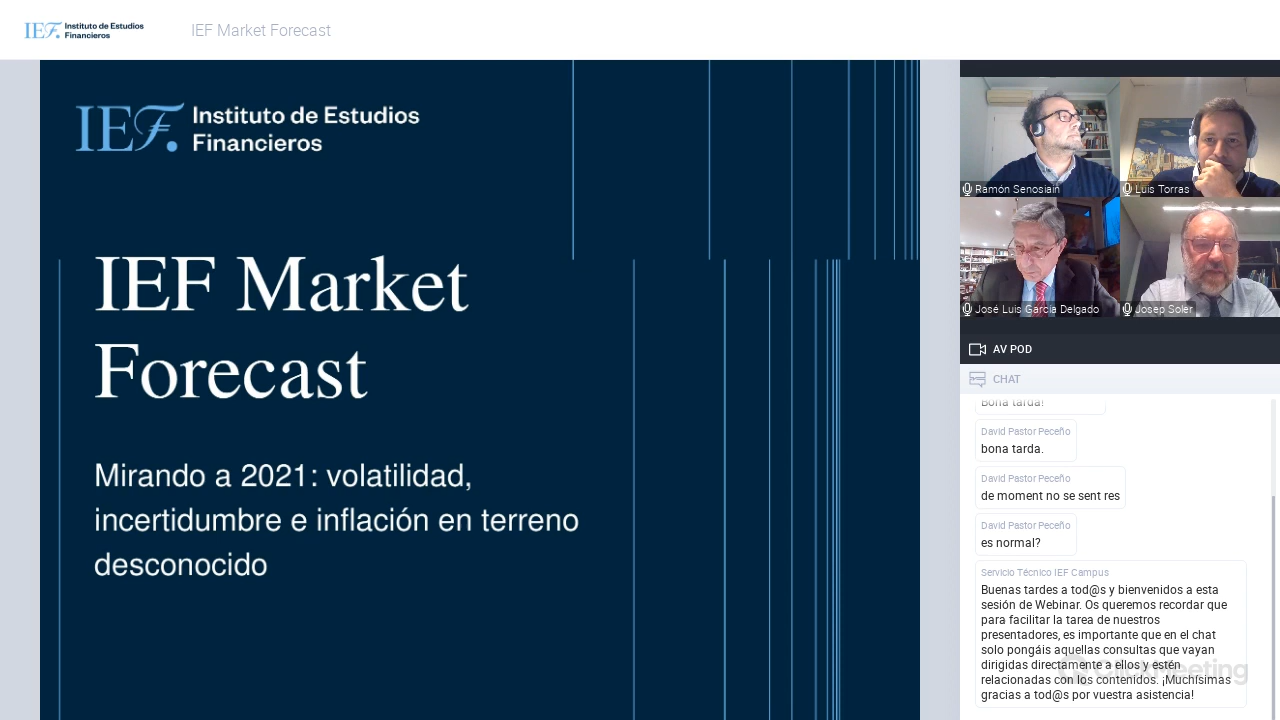 IEF. Instituto de Estudios
Financieros
IEF Market Forecast
IEF. Instituto de Estudios
Financieros
IEF Market
Forecast
Mirando a 2021: volatilidad,
incertidumbre e inflación en terreno
desconocido
Ramón Senosiain
Luis Torras
José Luis García Delgado
Josep Soler
AV POD
CHAT
Bona tarda!
David Pastor Peceño
bona tarda.
David Pastor Peceño
de moment no se sent res
David Pastor Peceño
es normal?
Servicio Técnico IEF Campus
Buenas tardes a tod@s y bienvenidos a esta
sesión de Webinar. Os queremos recordar que
para facilitar la tarea de nuestros
presentadores, es importante que en el chat
solo pongáis aquellas consultas que vayan
dirigidas directamente a ellos y estén
relacionadas con los contenidos. ¡Muchísimas
gracias a tod@s por vuestra asistencia!
ClickMeeting